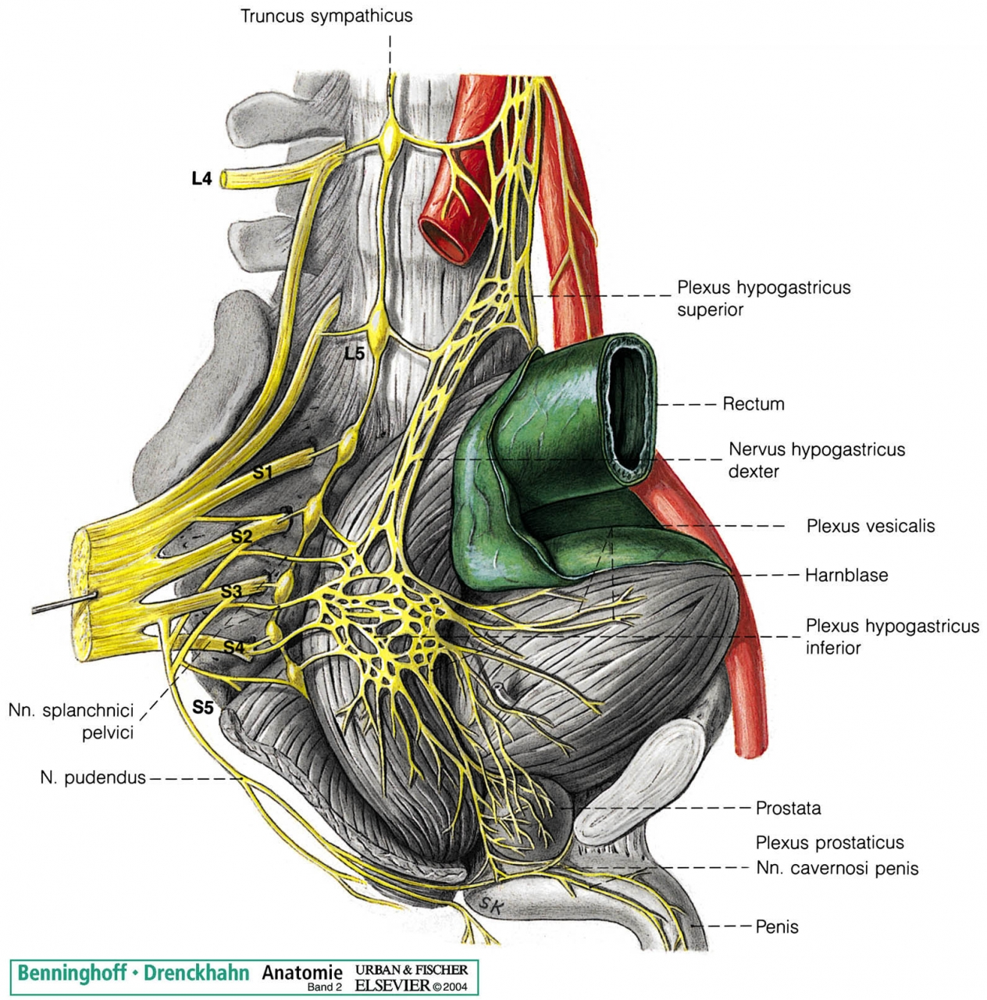 Truncus sympathicus
L4
Plexus hypogastricus
superior
L5
Rectum
Nervus hypogastricus
dexter
S1
Plexus vesicalis
S2
Harnblase
S3
Plexus hypogastricus
inferior
S4
Nn. splanchnici
pelvici
S5
N. pudendus
Prostata
Plexus prostaticus
Nn. cavernosi penis
SK
Penis
Benninghoff · Drenckhahn Anatomie
Band 2
URBAN & FISCHER
ELSEVIER © 2004